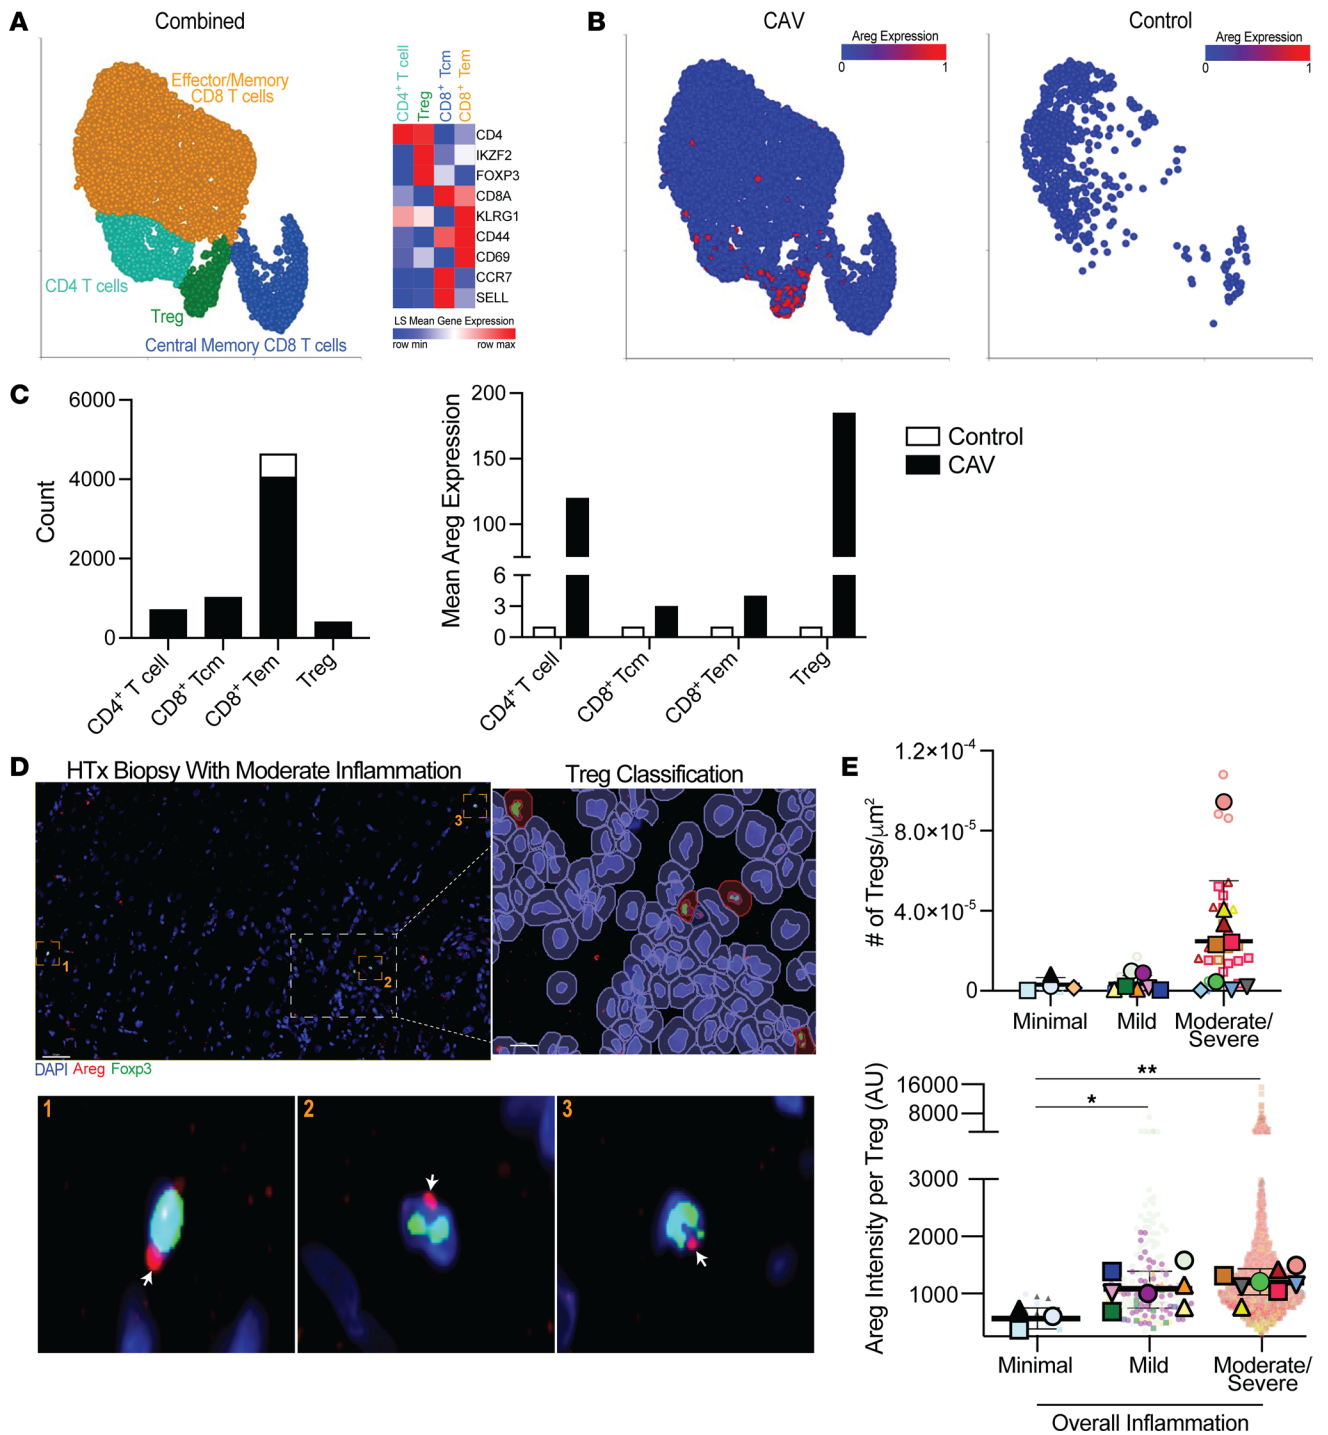 A
Combined
Effector/Memory
CD8 T cells
CD4 T cells
Treg
Central Memory CD8 T cells
CD4+ T cell
Treg
CD8+ Tcm
CD8+ Tem
CD4
IKZF2
FOXP3
CD8A
KLRG1
CD44
CD69
CCR7
SELL
LS Mean Gene Expression
row min row max
B
CAV
Areg Expression
0 1
Control
Areg Expression
0 1
C
Count
6000
4000
2000
0
CD4+ T cell
CD8+ Tcm
CD8+ Tem
Treg
Mean Areg Expression
200
150
100
6
3
0
CD4+ T cell
CD8+ Tcm
CD8+ Tem
Treg
Control
CAV
D
HTx Biopsy With Moderate Inflammation
Treg Classification
3
1
2
DAPI Areg Foxp3
1
2
3
E
# of Tregs/μm²
1.2×10⁻⁴
8.0×10⁻⁵
4.0×10⁻⁵
0
Minimal
Mild
Moderate/
Severe
Areg Intensity per Treg (AU)
16000
8000
3000
2000
1000
**
*
Minimal
Mild
Moderate/
Severe
Overall Inflammation